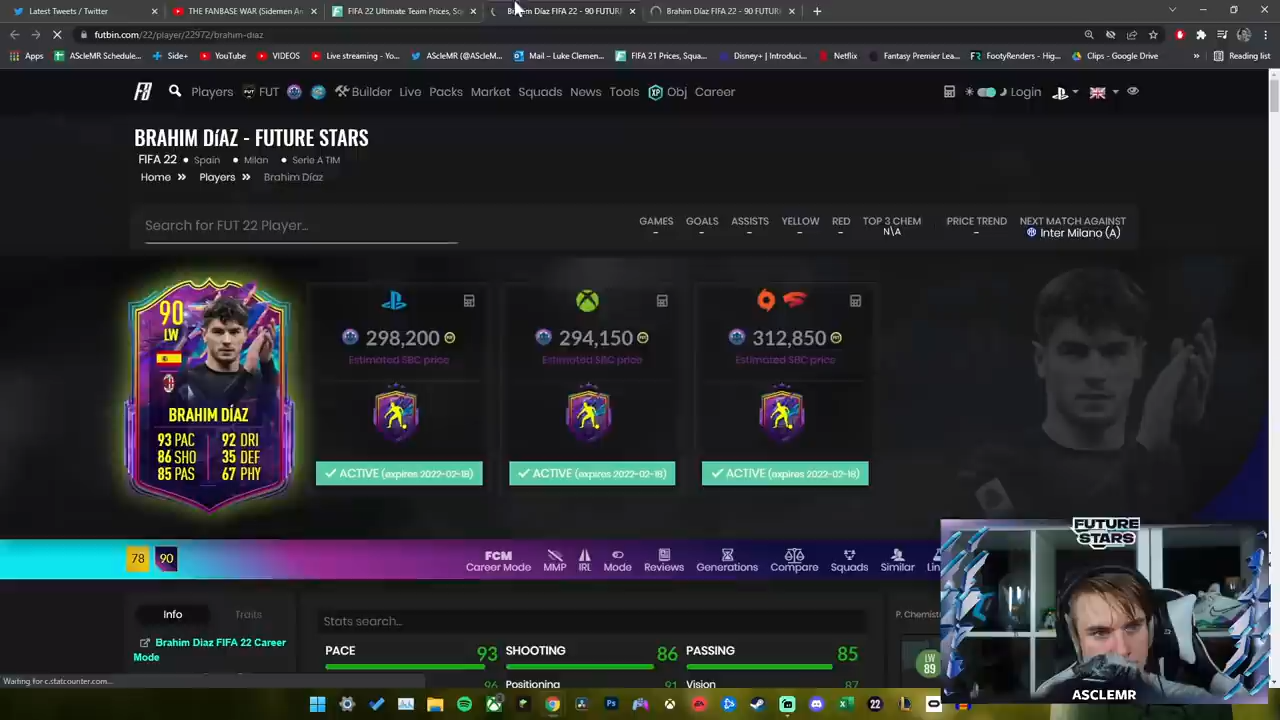 Latest Tweets / Twitter
THE FANBASE WAR (Sidemen Am
FIFA 22 Ultimate Team Prices, Squ
Brahim Díaz FIFA 22 - 90 FUTUR
Brahim Díaz FIFA 22 - 90 FUTUR
futbin.com/22/player/22972/brahim-diaz
Apps
AScleMR Schedule...
Side+
YouTube
VIDEOS
Live streaming - Yo...
AScleMR (@AScleM...
Mail – Luke Clemen...
FIFA 21 Prices, Squa...
Disney+ | Introduci...
Netflix
Fantasy Premier Lea...
FootyRenders - Hig...
Clips - Google Drive
»
Reading list
Players FUT Builder Live Packs Market Squads News Tools Obj Career
Login
BRAHIM DíAZ - FUTURE STARS
FIFA 22 • Spain • Milan • Serie A TIM
Home » Players » Brahim Díaz
Search for FUT 22 Player...
GAMES GOALS ASSISTS YELLOW RED TOP 3 CHEM PRICE TREND NEXT MATCH AGAINST
- - - - - N\A - Inter Milano (A)
90
LW
BRAHIM DÍAZ
93 PAC 92 DRI
86 SHO 35 DEF
85 PAS 67 PHY
298,200
Estimated SBC price
ACTIVE (expires 2022-02-18)
294,150
Estimated SBC price
ACTIVE (expires 2022-02-18)
312,850
Estimated SBC price
ACTIVE (expires 2022-02-18)
78 90
FCM
Career Mode MMP IRL Mode Reviews Generations Compare Squads Similar Lin
Info Traits
Brahim Diaz FIFA 22 Career
Mode
Stats search...
P. Chemist
PACE 93 SHOOTING 86 PASSING 85
96 Positioning 91 Vision 87
LW
89
Waiting for c.statcounter.com...
FUTURE
STARS
ASCLEMR
22